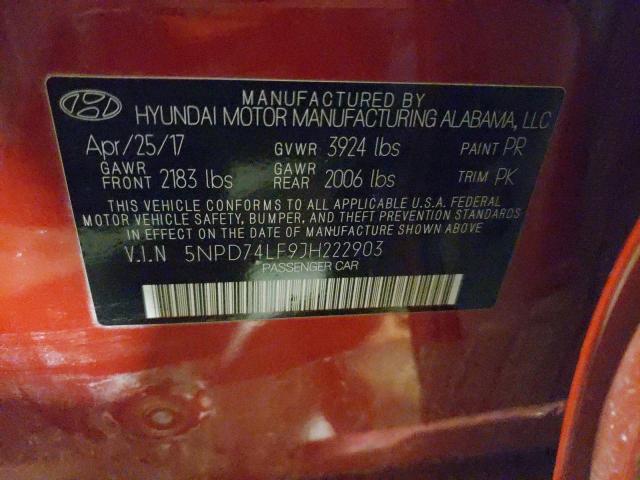 MANUFACTURED BY
HYUNDAI MOTOR MANUFACTURING ALABAMA, LLC
Apr/25/17 GVWR 3924 lbs PAINT PR
GAWR FRONT 2183 lbs GAWR REAR 2006 lbs TRIM PK
THIS VEHICLE CONFORMS TO ALL APPLICABLE U.S.A. FEDERAL
MOTOR VEHICLE SAFETY, BUMPER, AND THEFT PREVENTION STANDARDS
IN EFFECT ON THE DATE OF MANUFACTURE SHOWN ABOVE
V.I.N 5NPD74LF9JH222903
PASSENGER CAR